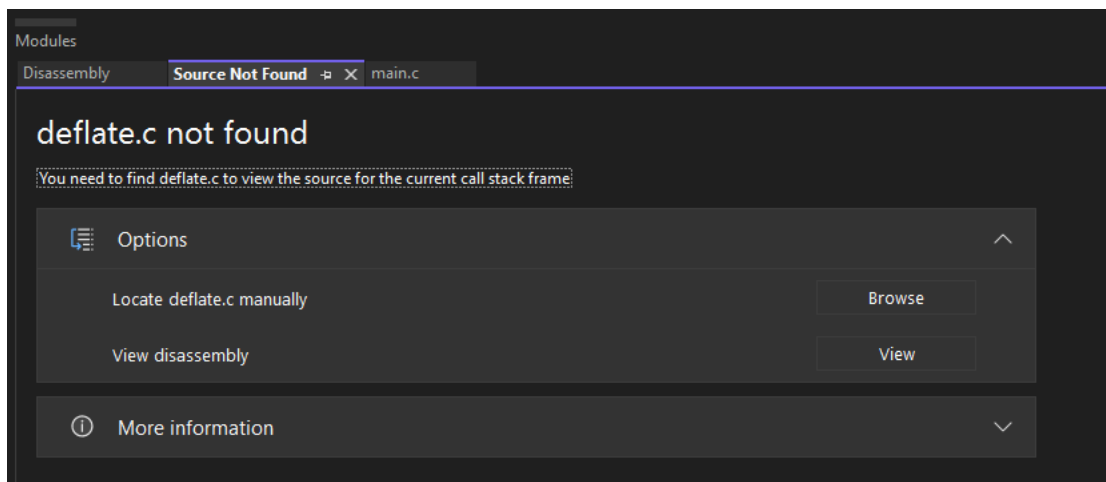 Modules
Disassembly Source Not Found main.c
deflate.c not found
You need to find deflate.c to view the source for the current call stack frame
Options
Locate deflate.c manually Browse
View disassembly View
More information